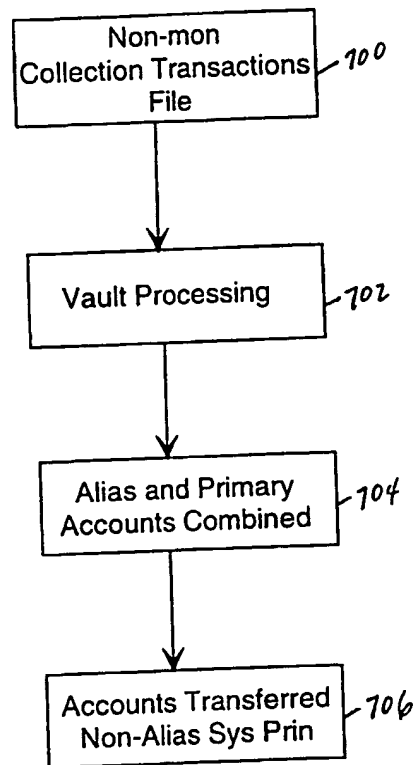 Non-mon
Collection Transactions
File
700
Vault Processing
702
Alias and Primary
Accounts Combined
704
Accounts Transferred
Non-Alias Sys Prin
706